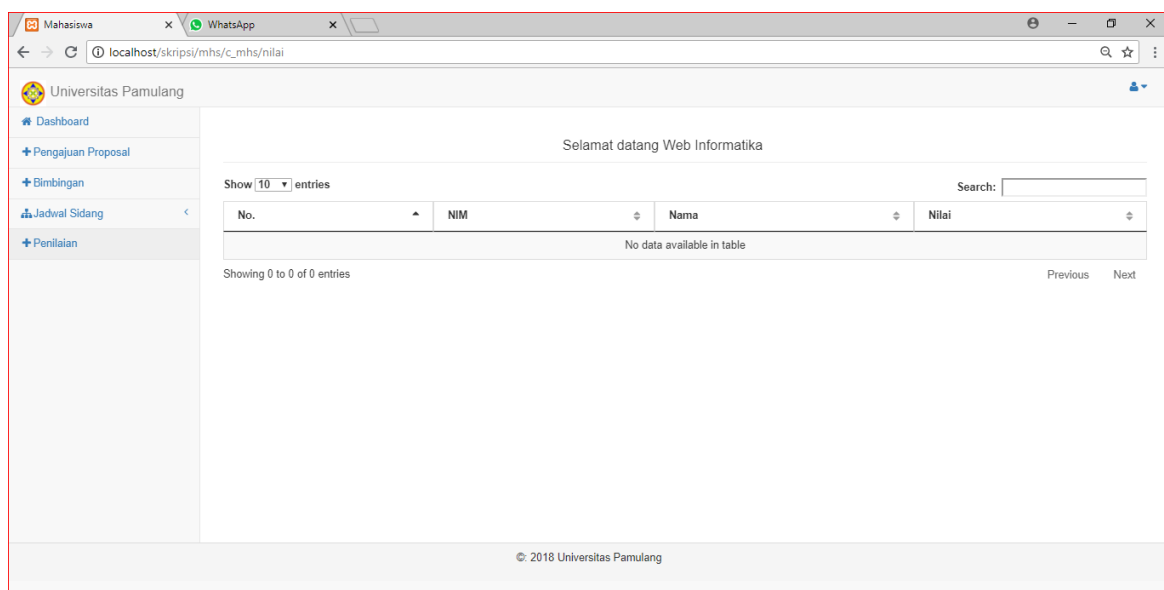 Mahasiswa WhatsApp
localhost/skripsi/mhs/c_mhs/nilai
Universitas Pamulang
Dashboard
Pengajuan Proposal
Bimbingan
Jadwal Sidang
Penilaian
Selamat datang Web Informatika
Show 10 entries Search:
No. NIM Nama Nilai
No data available in table
Showing 0 to 0 of 0 entries Previous Next
©: 2018 Universitas Pamulang